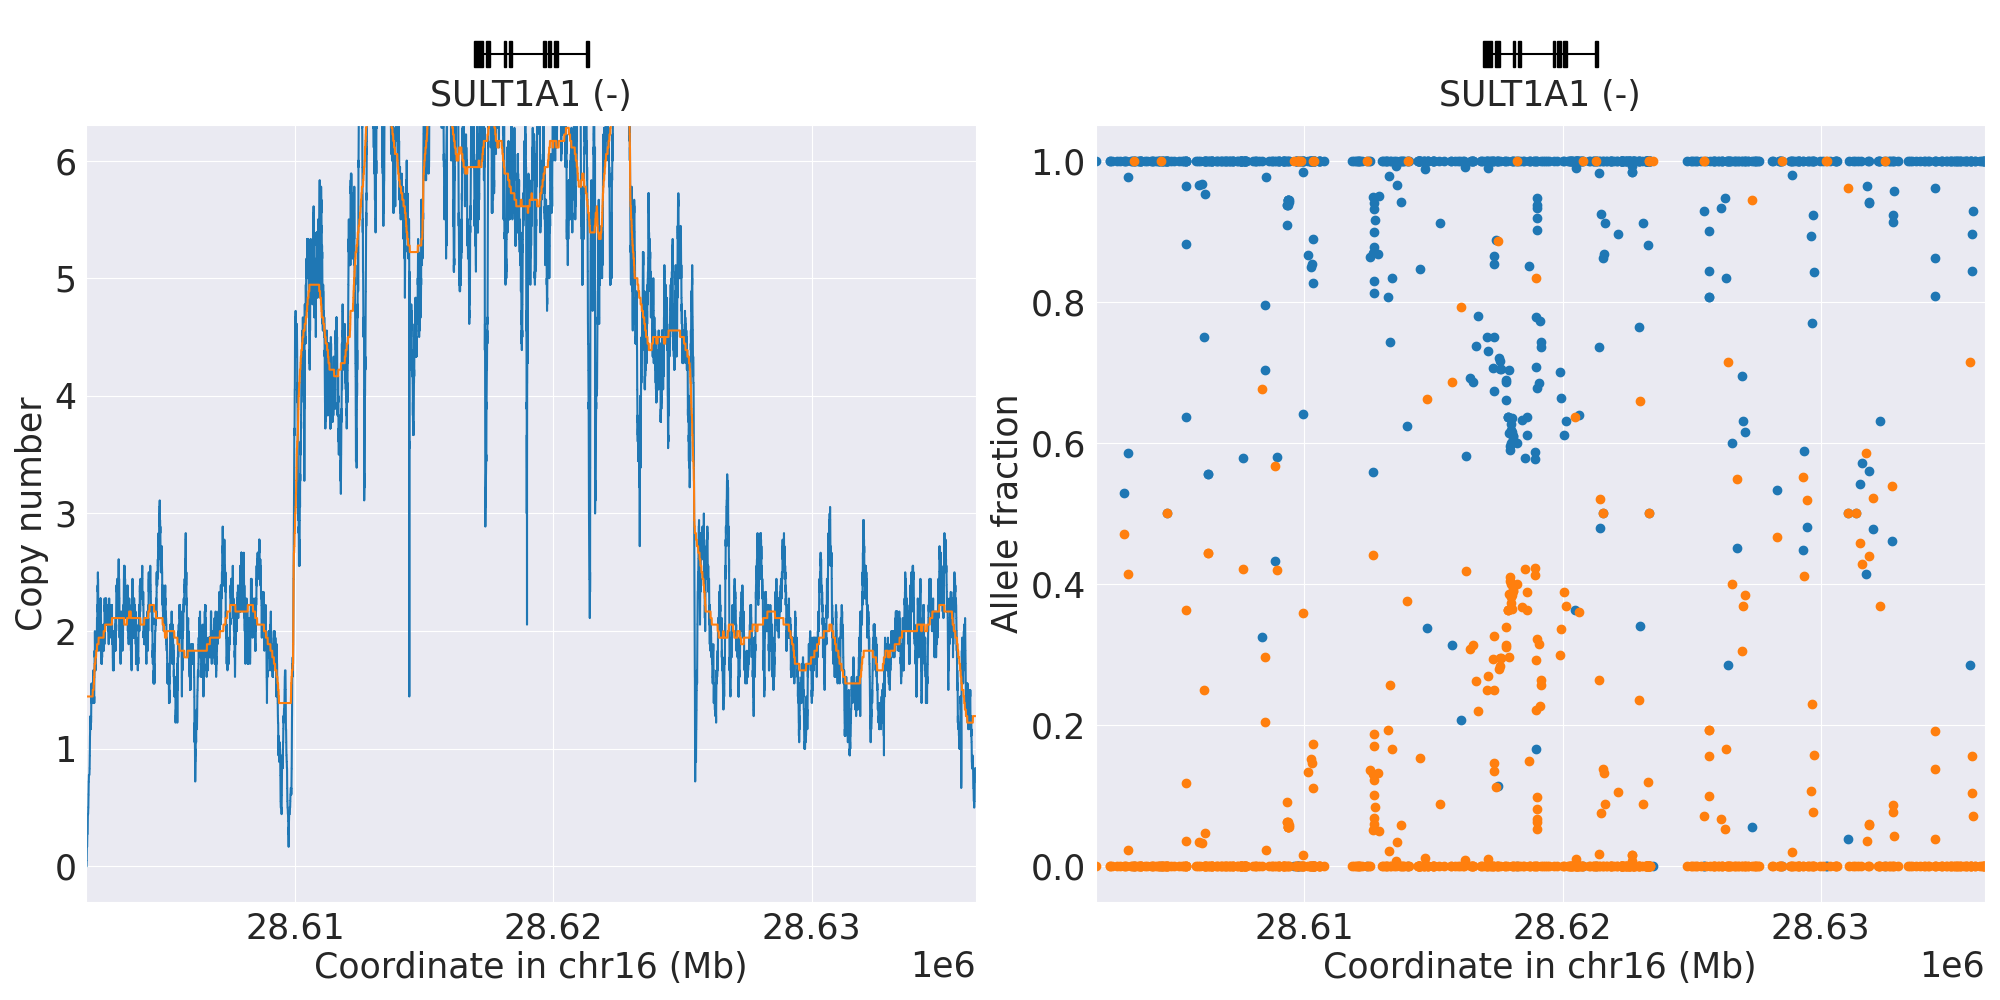 SULT1A1 (-)
6
5
4
3
2
1
0
Copy number
28.61
28.62
28.63
Coordinate in chr16 (Mb)
1e6
SULT1A1 (-)
1.0
0.8
0.6
0.4
0.2
0.0
Allele fraction
28.61
28.62
28.63
Coordinate in chr16 (Mb)
1e6